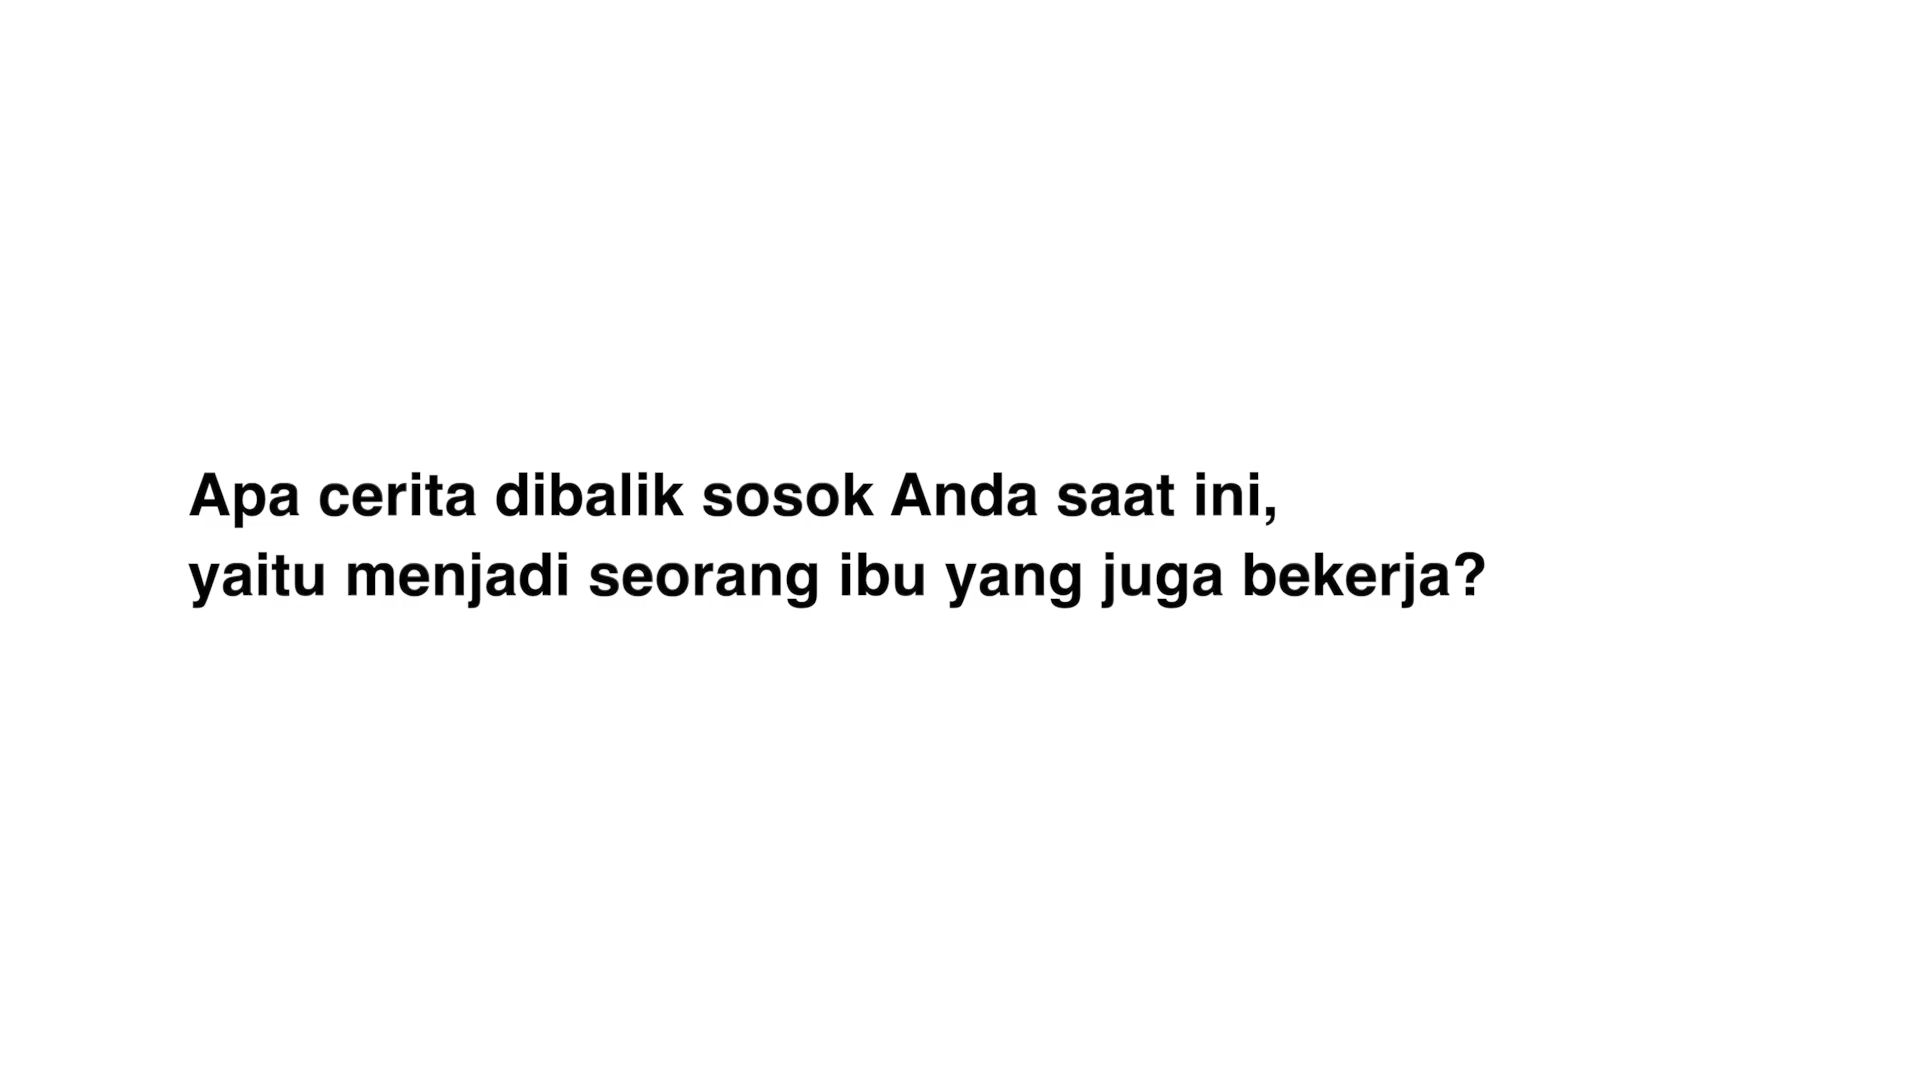 Apa cerita dibalik sosok Anda saat ini,
yaitu menjadi seorang ibu yang juga bekerja?